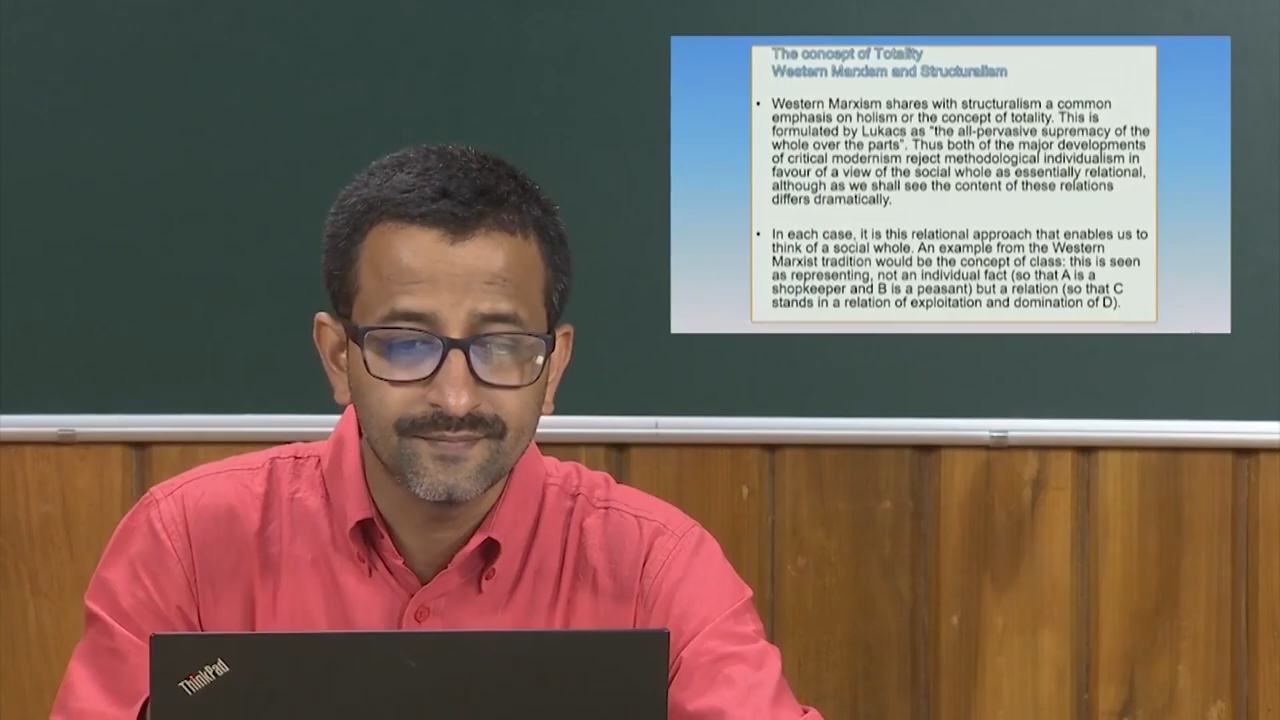 The concept of Totality
Western Marxism and Structuralism
• Western Marxism shares with structuralism a common
emphasis on holism or the concept of totality. This is
formulated by Lukacs as "the all-pervasive supremacy of the
whole over the parts". Thus both of the major developments
of critical modernism reject methodological individualism in
favour of a view of the social whole as essentially relational,
although as we shall see the content of these relations
differs dramatically.
• In each case, it is this relational approach that enables us to
think of a social whole. An example from the Western
Marxist tradition would be the concept of class: this is seen
as representing, not an individual fact (so that A is a
shopkeeper and B is a peasant) but a relation (so that C
stands in a relation of exploitation and domination of D).
ThinkPad